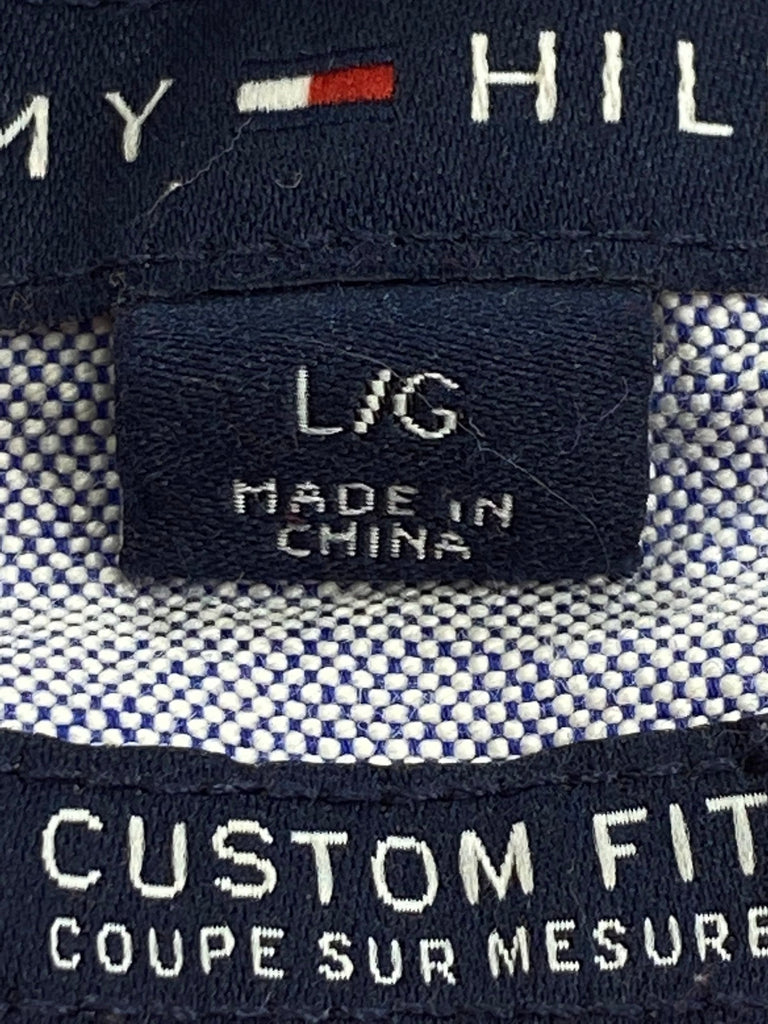 MY HIL
L/G
MADE IN
CHINA
CUSTOM FIT
COUPE SUR MESURE